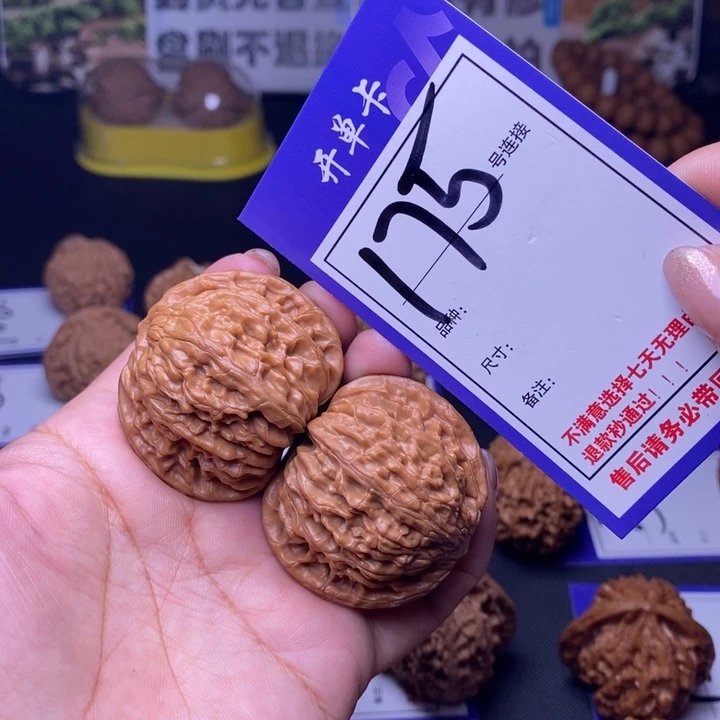 开单卡
175
号连接
品种:
尺寸:
备注:
不满意选择七天无理由
退款秒通过!!!
售后请务必带